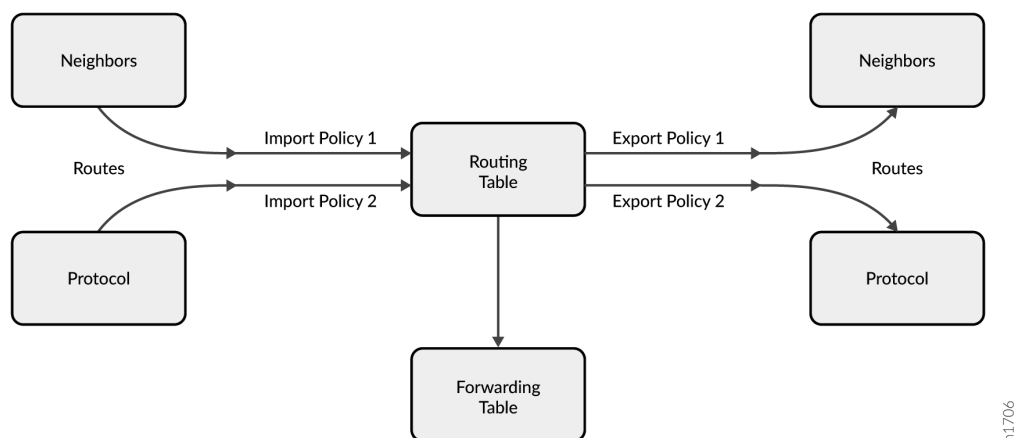 Neighbors
Neighbors
Import Policy 1
Export Policy 1
Routes
Routing
Table
Routes
Import Policy 2
Export Policy 2
Protocol
Protocol
Forwarding
Table